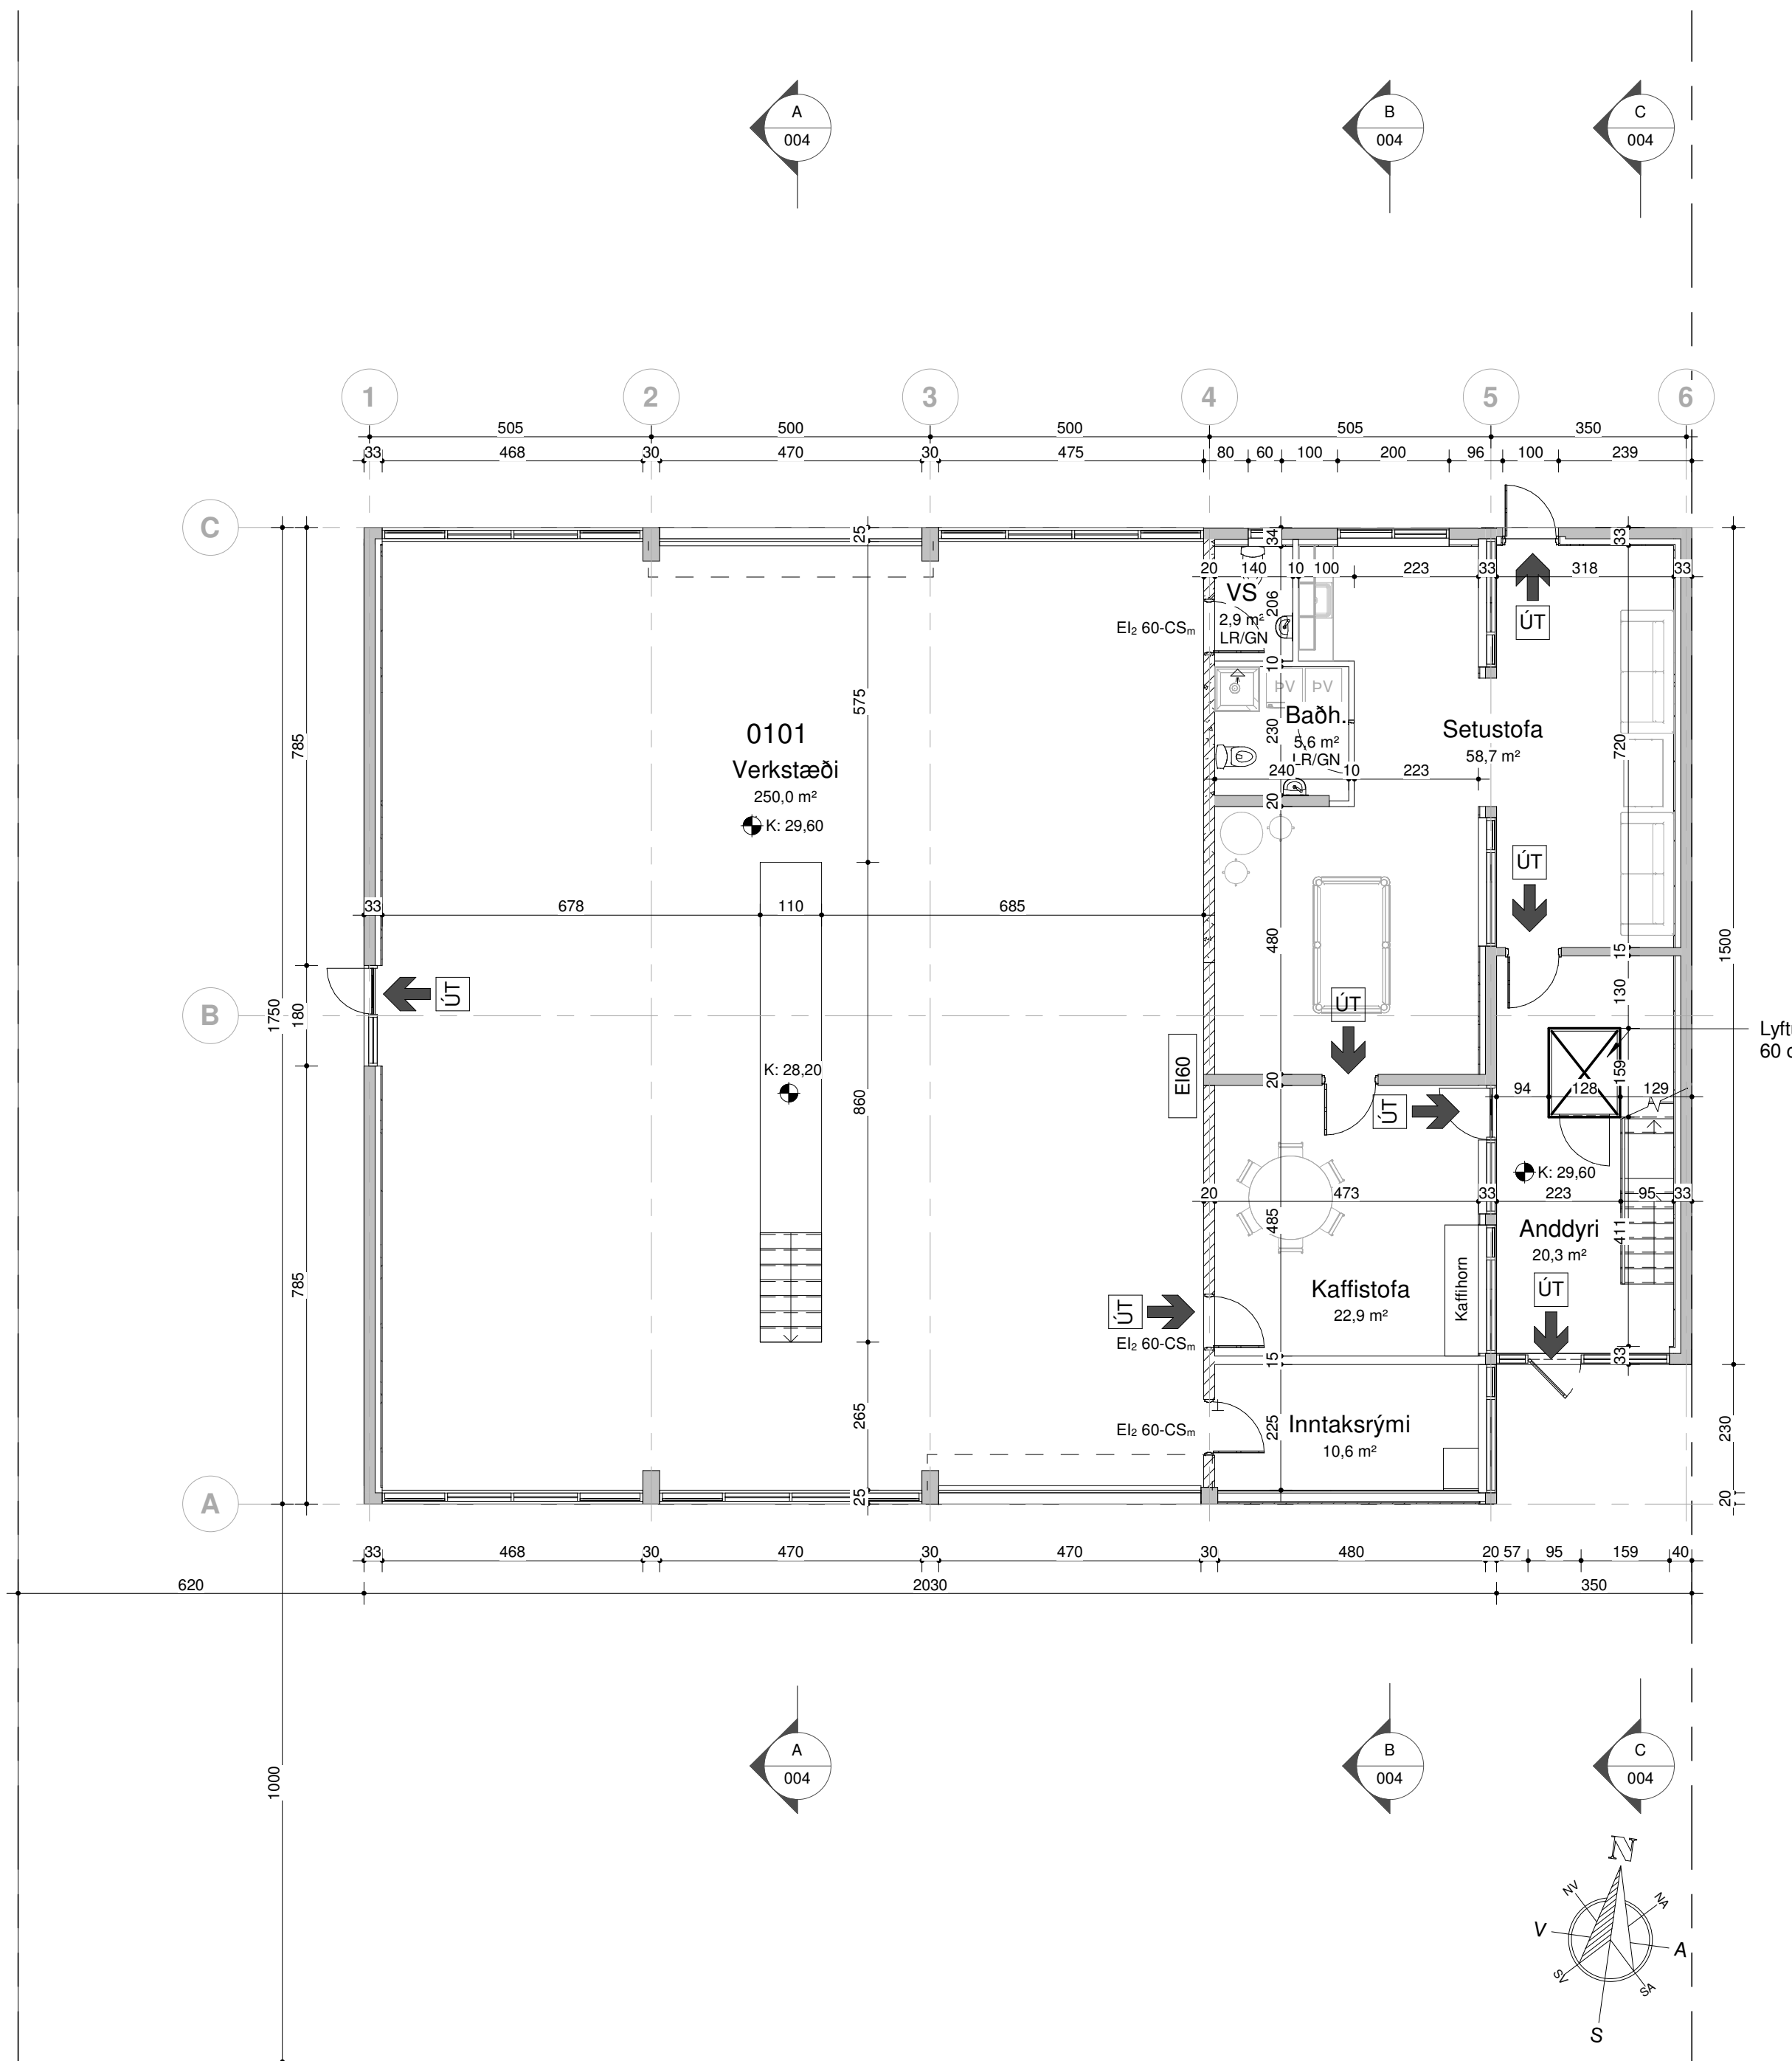 A
004
B
004
C
004
1
2
3
4
5
6
505
500
500
505
350
33
468
30
470
30
475
80
60
100
200
96
100
239
C
B
A
25
34
33
20
140
10
100
223
33
318
33
VS
2,9 m²
LR/GN
206
EI₂ 60-CSₘ
ÚT
10
ÞV
ÞV
575
785
0101
Verkstæði
250,0 m²
K: 29,60
Baðh.
5,6 m²
LR/GN
230
240
10
223
20
Setustofa
58,7 m²
720
ÚT
33
678
110
685
480
15
1500
130
ÚT
1750
180
ÚT
Lyft
60 c
K: 28,20
EI60
20
159
94
128
129
860
ÚT
K: 29,60
20
473
33
223
95
33
485
411
Anddyri
20,3 m²
785
Kaffistofa
22,9 m²
Kaffihorn
ÚT
ÚT
EI₂ 60-CSₘ
15
33
265
EI₂ 60-CSₘ
225
Inntaksrými
10,6 m²
230
25
20
33
468
30
470
30
470
30
480
20
57
95
159
40
620
2030
350
1000
A
004
B
004
C
004
N
NV
NA
V
A
SV
SA
S